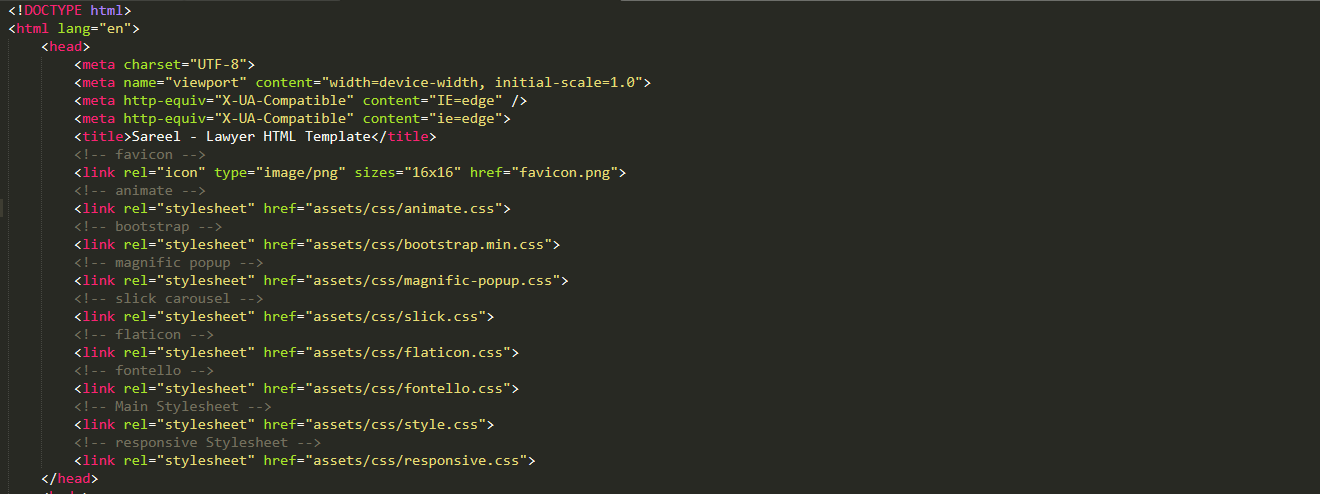 <!DOCTYPE html>
<html lang="en">
<head>
<meta charset="UTF-8">
<meta name="viewport" content="width=device-width, initial-scale=1.0">
<meta http-equiv="X-UA-Compatible" content="IE=edge" />
<meta http-equiv="X-UA-Compatible" content="ie=edge">
<title>Sareel - Lawyer HTML Template</title>
<!-- favicon -->
<link rel="icon" type="image/png" sizes="16x16" href="favicon.png">
<!-- animate -->
<link rel="stylesheet" href="assets/css/animate.css">
<!-- bootstrap -->
<link rel="stylesheet" href="assets/css/bootstrap.min.css">
<!-- magnific popup -->
<link rel="stylesheet" href="assets/css/magnific-popup.css">
<!-- slick carousel -->
<link rel="stylesheet" href="assets/css/slick.css">
<!-- flaticon -->
<link rel="stylesheet" href="assets/css/flaticon.css">
<!-- fontello -->
<link rel="stylesheet" href="assets/css/fontello.css">
<!-- Main Stylesheet -->
<link rel="stylesheet" href="assets/css/style.css">
<!-- responsive Stylesheet -->
<link rel="stylesheet" href="assets/css/responsive.css">
</head>